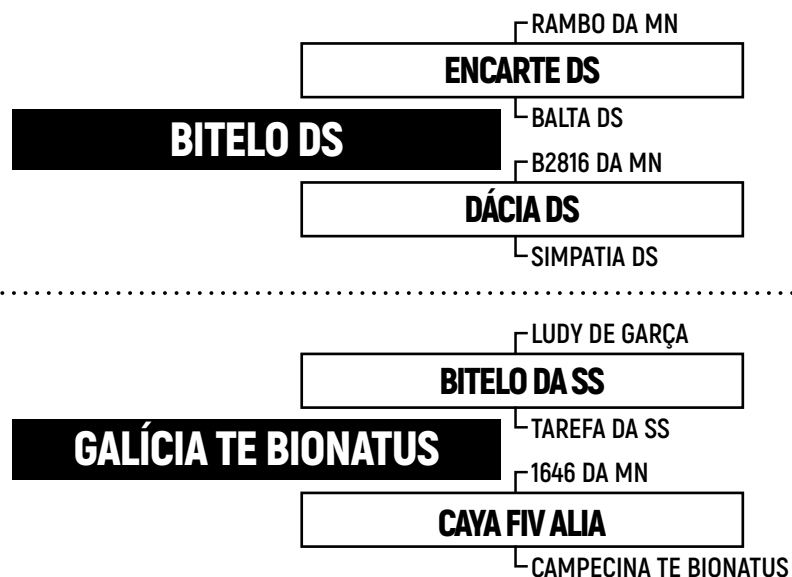 RAMBO DA MN
ENCARTE DS
BALTA DS
BITELO DS
B2816 DA MN
DÁCIA DS
SIMPATIA DS
LUDY DE GARÇA
BITELO DA SS
TAREFA DA SS
GALÍCIA TE BIONATUS
1646 DA MN
CAYA FIV ALIA
CAMPECINA TE BIONATUS